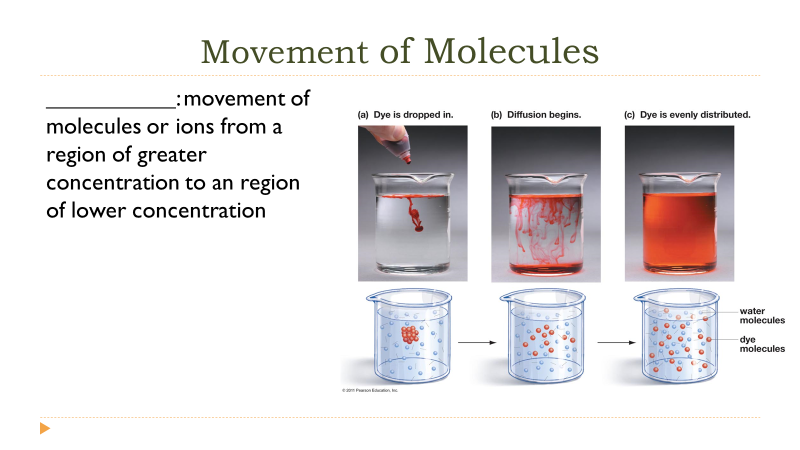 Movement of Molecules
___________: movement of
molecules or ions from a
region of greater
concentration to an region
of lower concentration
(a) Dye is dropped in.
(b) Diffusion begins.
(c) Dye is evenly distributed.
water
molecules
dye
molecules
© 2011 Pearson Education, Inc.